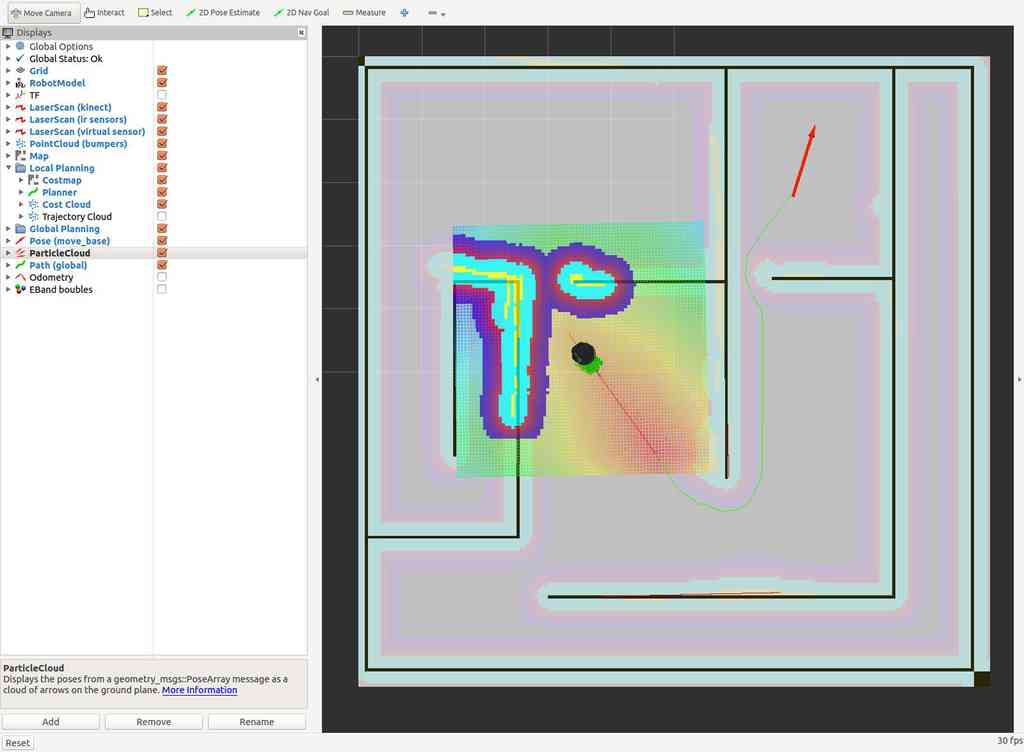 Move Camera Interact Select 2D Pose Estimate 2D Nav Goal Measure
Displays
Global Options
Global Status: Ok
Grid
RobotModel
TF
LaserScan (kinect)
LaserScan (ir sensors)
LaserScan (virtual sensor)
PointCloud (bumpers)
Map
Local Planning
Costmap
Planner
Cost Cloud
Trajectory Cloud
Global Planning
Pose (move_base)
ParticleCloud
Path (global)
Odometry
EBand boubles
ParticleCloud
Displays the poses from a geometry_msgs::PoseArray message as a
cloud of arrows on the ground plane. More Information
Add Remove Rename
Reset
30 fps